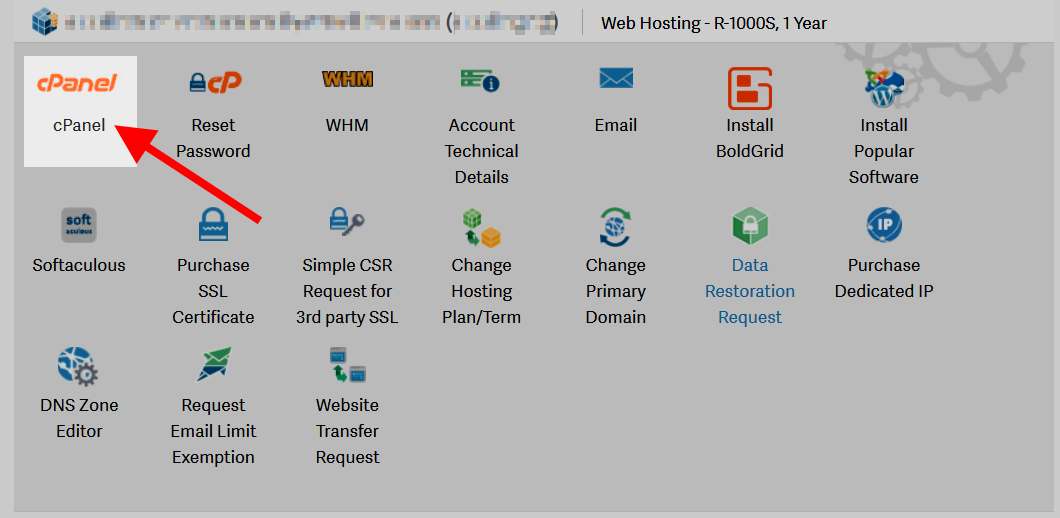 Web Hosting - R-1000S, 1 Year
cPanel
cP
WHM
cPanel
Reset
Password
WHM
Account
Technical
Details
Email
Install
BoldGrid
Install
Popular
Software
soft
aculous
IP
Softaculous
Purchase
SSL
Certificate
Simple CSR
Request for
3rd party SSL
Change
Hosting
Plan/Term
Change
Primary
Domain
Data
Restoration
Request
Purchase
Dedicated IP
DNS Zone
Editor
Request
Email Limit
Exemption
Website
Transfer
Request